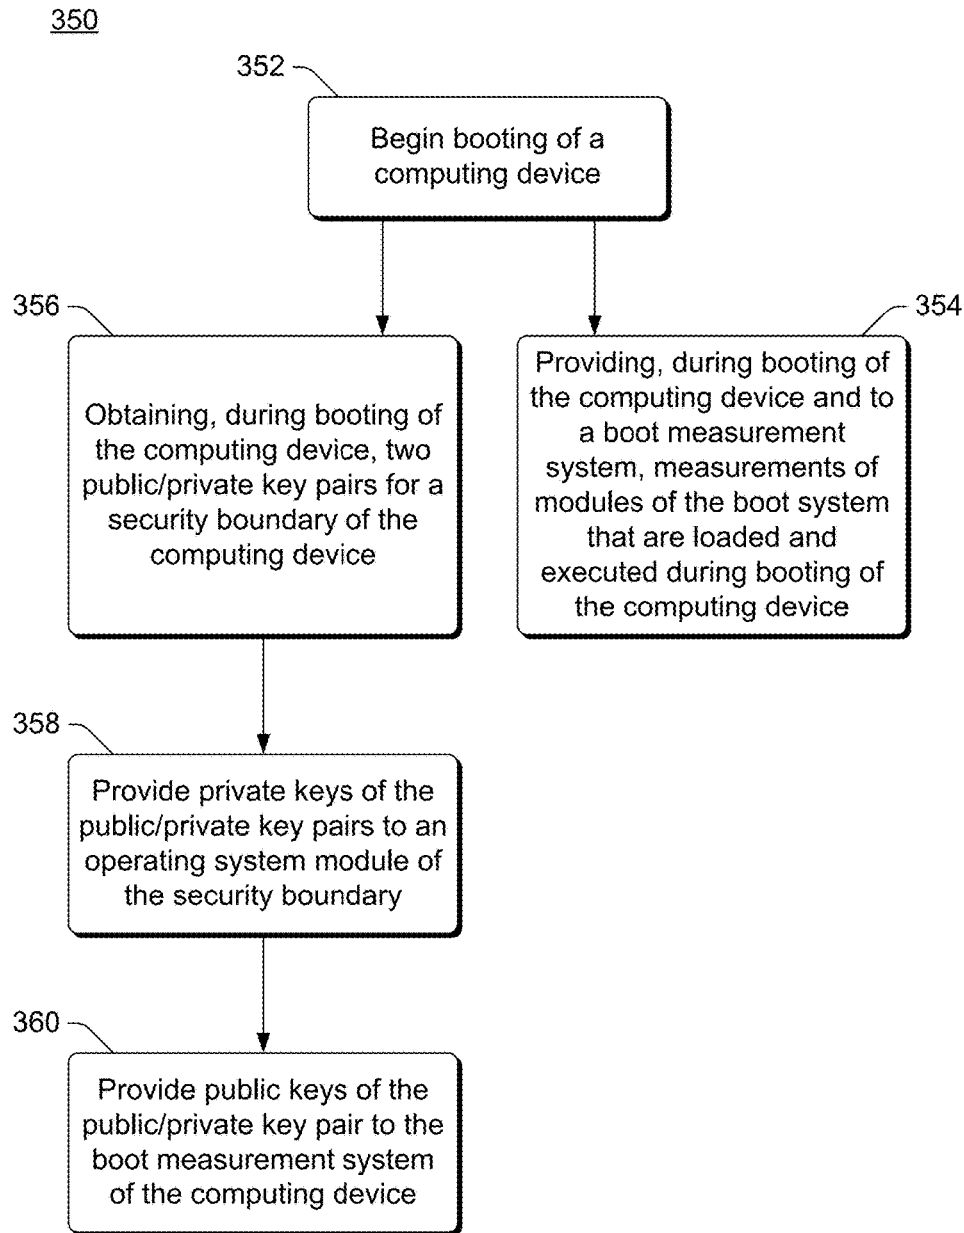 350
352
Begin booting of a
computing device
356
354
Obtaining, during booting of
the computing device, two
public/private key pairs for a
security boundary of the
computing device
Providing, during booting of
the computing device and to
a boot measurement
system, measurements of
modules of the boot system
that are loaded and
executed during booting of
the computing device
358
Provide private keys of the
public/private key pairs to an
operating system module of
the security boundary
360
Provide public keys of the
public/private key pair to the
boot measurement system
of the computing device